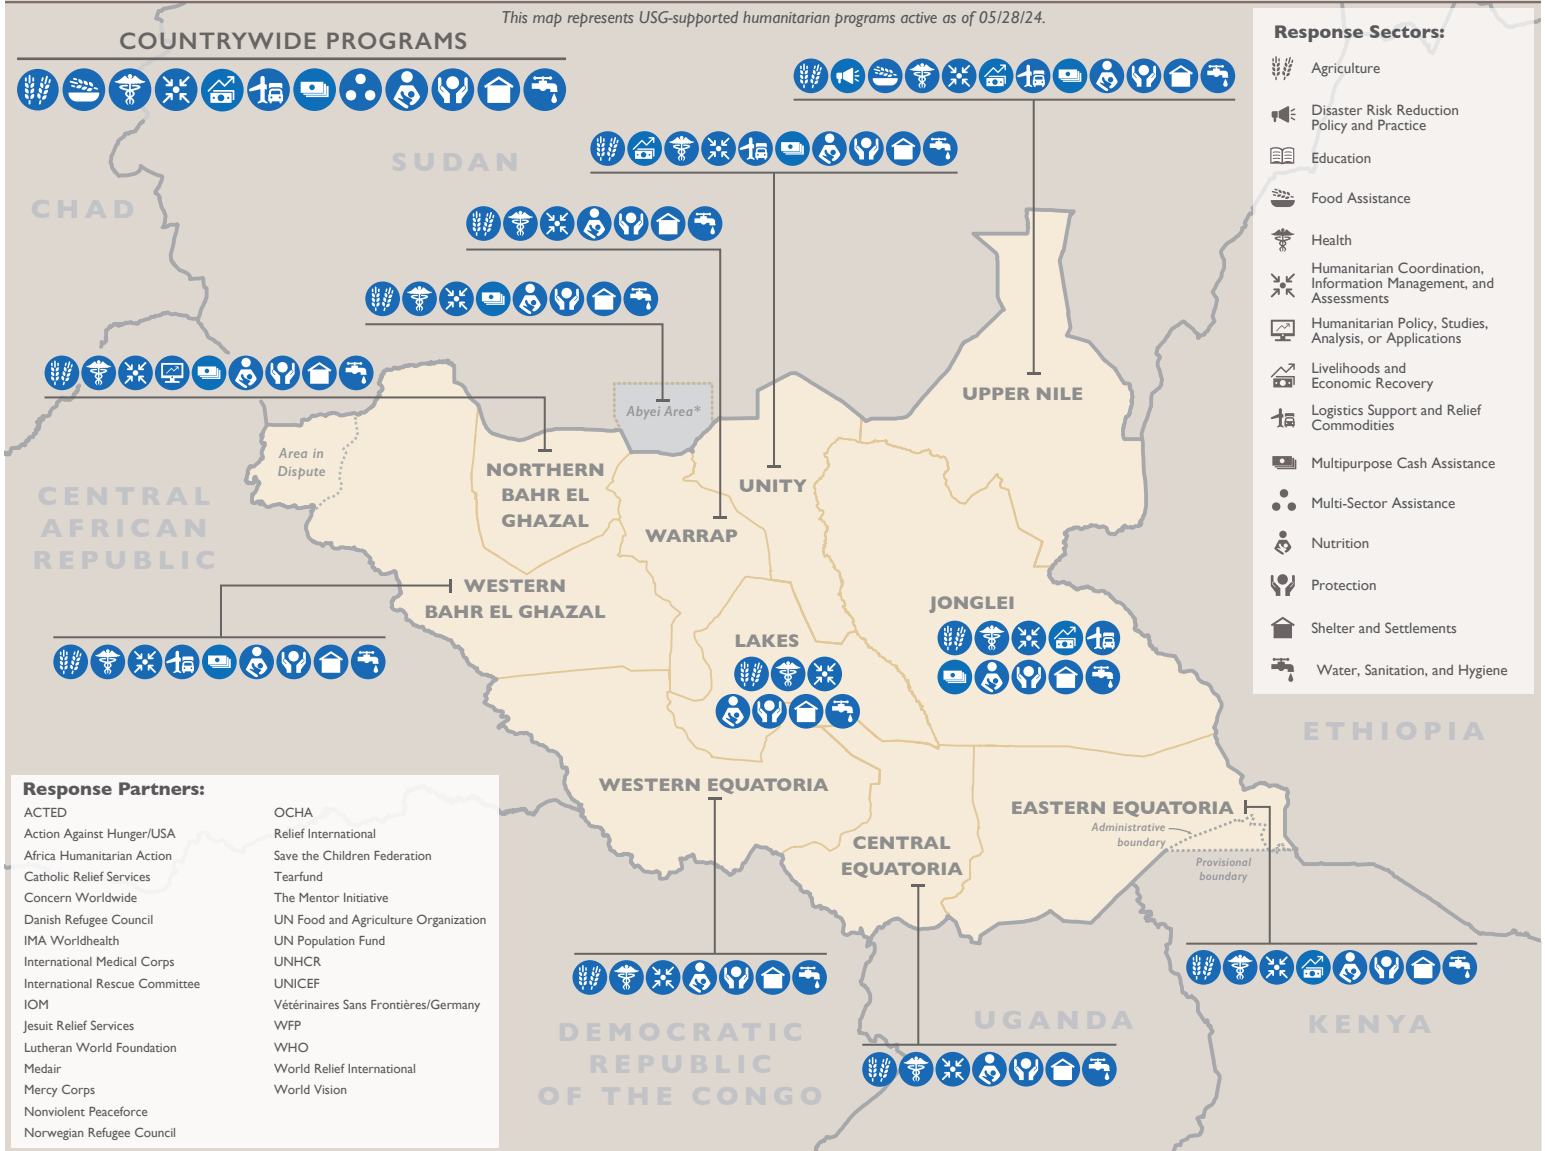 This map represents USG-supported humanitarian programs active as of 05/28/24.
COUNTRYWIDE PROGRAMS
Response Sectors:
Agriculture
Disaster Risk Reduction
Policy and Practice
Education
Food Assistance
Health
Humanitarian Coordination,
Information Management, and
Assessments
Humanitarian Policy, Studies,
Analysis, or Applications
Livelihoods and
Economic Recovery
Logistics Support and Relief
Commodities
Multipurpose Cash Assistance
Multi-Sector Assistance
Nutrition
Protection
Shelter and Settlements
Water, Sanitation, and Hygiene
SUDAN
CHAD
CENTRAL
AFRICAN
REPUBLIC
Area in
Dispute
Abyei Area*
UPPER NILE
NORTHERN
BAHR EL
GHAZAL
UNITY
WARRAP
WESTERN
BAHR EL GHAZAL
JONGLEI
LAKES
ETHIOPIA
WESTERN EQUATORIA
EASTERN EQUATORIA
Administrative
boundary
Provisional
boundary
CENTRAL
EQUATORIA
DEMOCRATIC
REPUBLIC
OF THE CONGO
UGANDA
KENYA
Response Partners:
ACTED
Action Against Hunger/USA
Africa Humanitarian Action
Catholic Relief Services
Concern Worldwide
Danish Refugee Council
IMA Worldhealth
International Medical Corps
International Rescue Committee
IOM
Jesuit Relief Services
Lutheran World Foundation
Medair
Mercy Corps
Nonviolent Peaceforce
Norwegian Refugee Council
OCHA
Relief International
Save the Children Federation
Tearfund
The Mentor Initiative
UN Food and Agriculture Organization
UN Population Fund
UNHCR
UNICEF
Vétérinaires Sans Frontières/Germany
WFP
WHO
World Relief International
World Vision